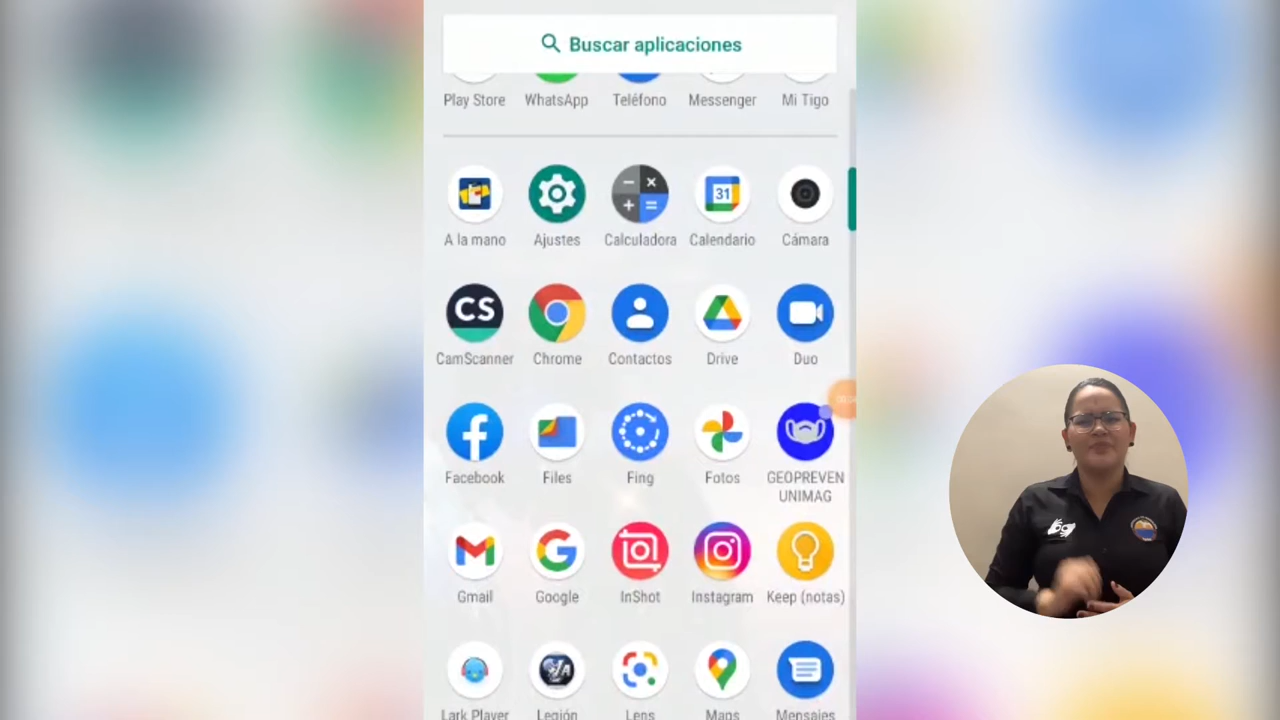 Buscar aplicaciones
Play Store WhatsApp Teléfono Messenger Mi Tigo
31
A la mano Ajustes Calculadora Calendario Cámara
CS
CamScanner Chrome Contactos Drive Duo
Facebook Files Fing Fotos GEOPREVEN
UNIMAG
Gmail Google InShot Instagram Keep (notas)
Lark Player Legión Lens Maps Mensajes